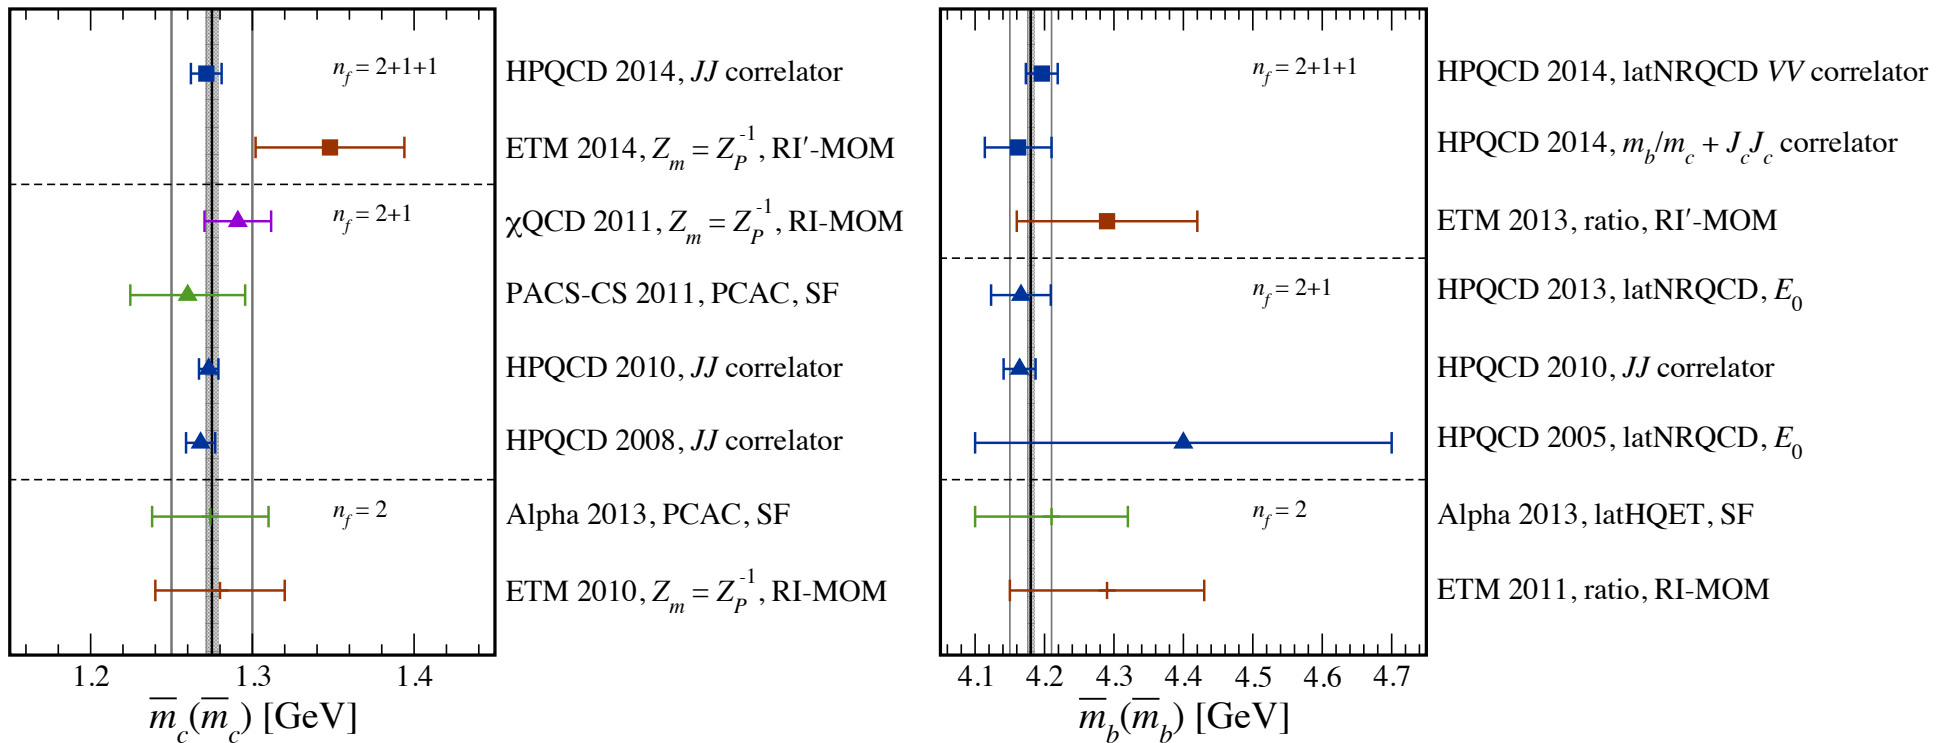 n_f = 2+1+1
HPQCD 2014, JJ correlator
ETM 2014, Z_m = Z_P^-1, RI′-MOM
n_f = 2+1
χQCD 2011, Z_m = Z_P^-1, RI-MOM
PACS-CS 2011, PCAC, SF
HPQCD 2010, JJ correlator
HPQCD 2008, JJ correlator
n_f = 2
Alpha 2013, PCAC, SF
ETM 2010, Z_m = Z_P^-1, RI-MOM
1.2 1.3 1.4
m̅_c(m̅_c) [GeV]
n_f = 2+1+1
HPQCD 2014, latNRQCD VV correlator
HPQCD 2014, m_b/m_c + J_cJ_c correlator
ETM 2013, ratio, RI′-MOM
n_f = 2+1
HPQCD 2013, latNRQCD, E_0
HPQCD 2010, JJ correlator
HPQCD 2005, latNRQCD, E_0
n_f = 2
Alpha 2013, latHQET, SF
ETM 2011, ratio, RI-MOM
4.1 4.2 4.3 4.4 4.5 4.6 4.7
m̅_b(m̅_b) [GeV]